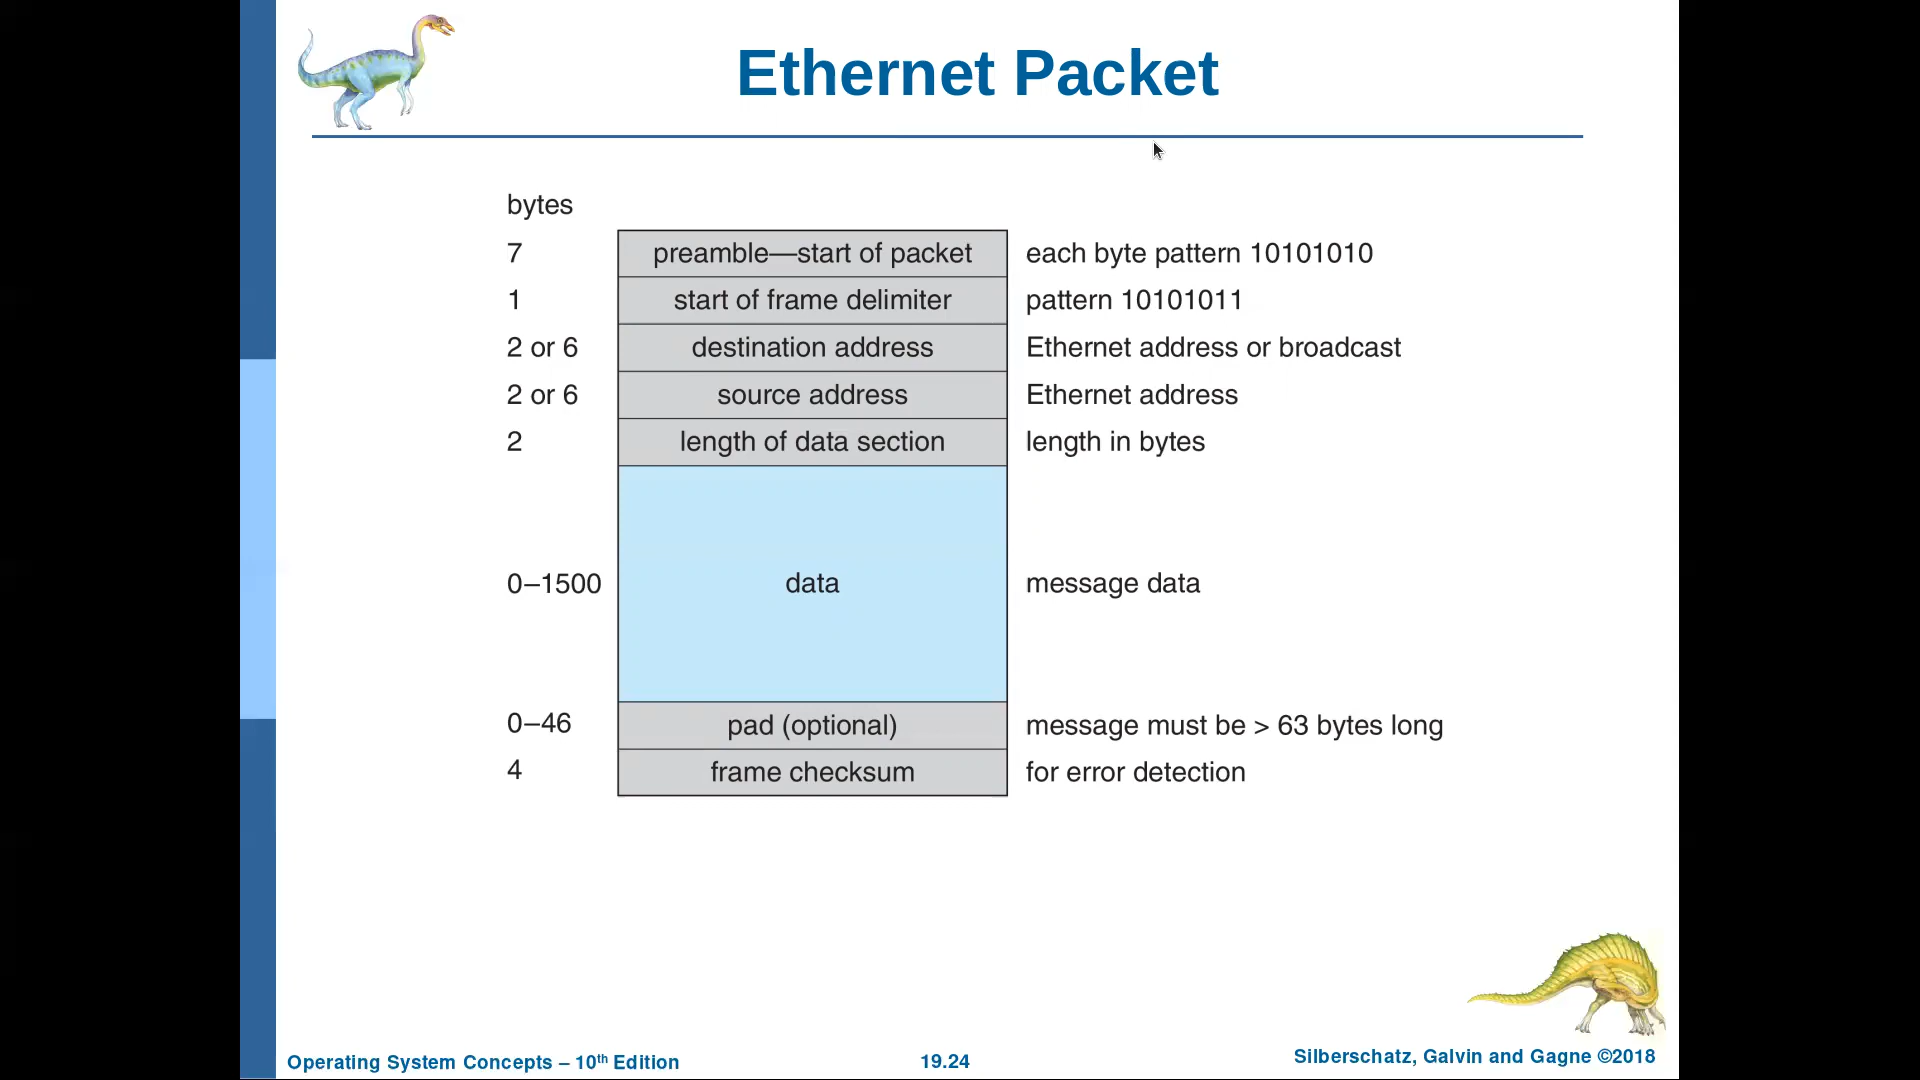 Ethernet Packet
bytes
7 preamble—start of packet each byte pattern 10101010
1 start of frame delimiter pattern 10101011
2 or 6 destination address Ethernet address or broadcast
2 or 6 source address Ethernet address
2 length of data section length in bytes
0–1500 data message data
0–46 pad (optional) message must be > 63 bytes long
4 frame checksum for error detection
Operating System Concepts – 10th Edition 19.24 Silberschatz, Galvin and Gagne ©2018